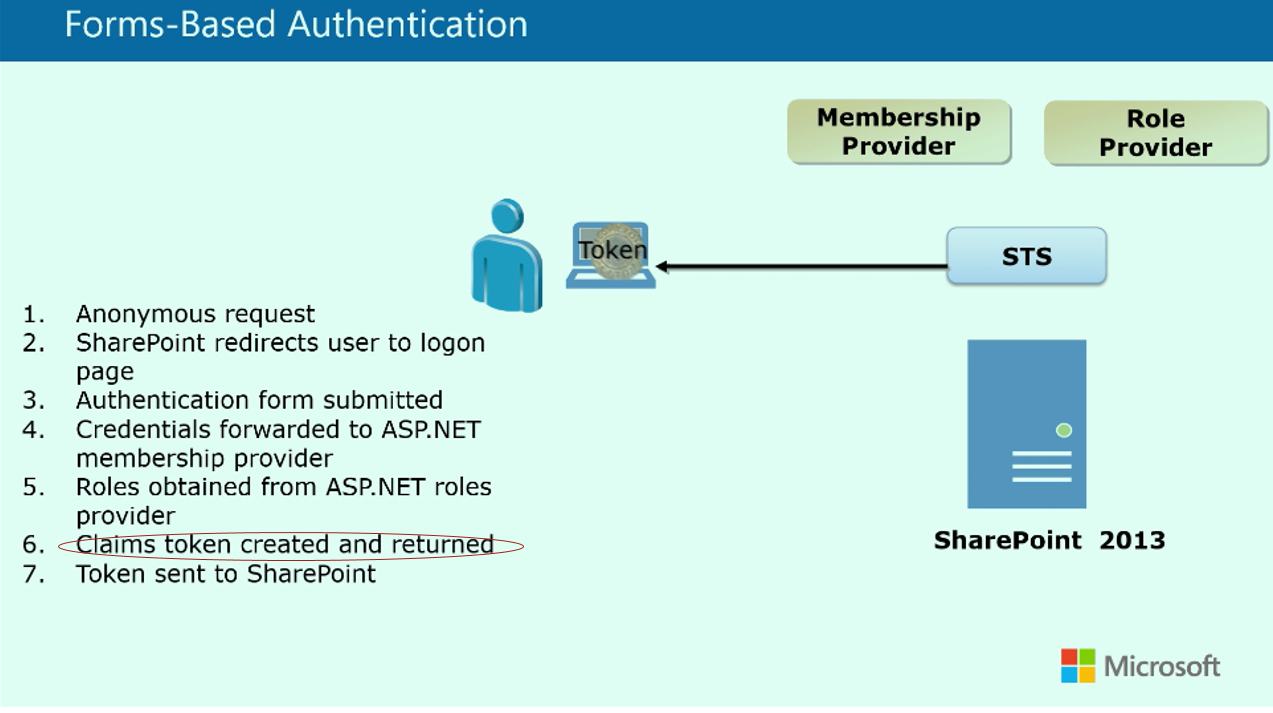 Forms-Based Authentication
Membership
Provider
Role
Provider
Token
STS
1. Anonymous request
2. SharePoint redirects user to logon
page
3. Authentication form submitted
4. Credentials forwarded to ASP.NET
membership provider
5. Roles obtained from ASP.NET roles
provider
6. Claims token created and returned
7. Token sent to SharePoint
SharePoint 2013
Microsoft